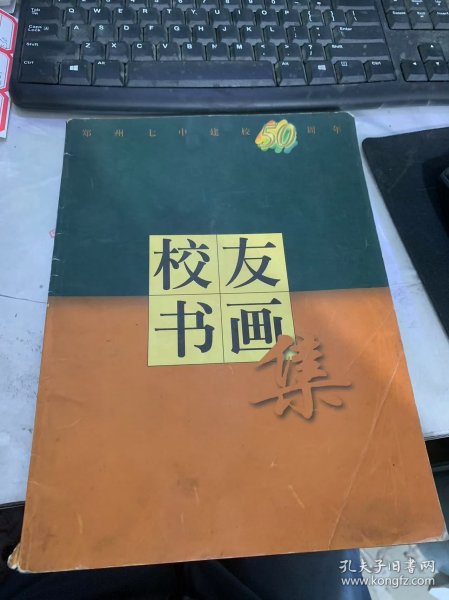 郑州七中建校50周年
校友
书画
集
孔夫子旧书网
www.kongfz.com